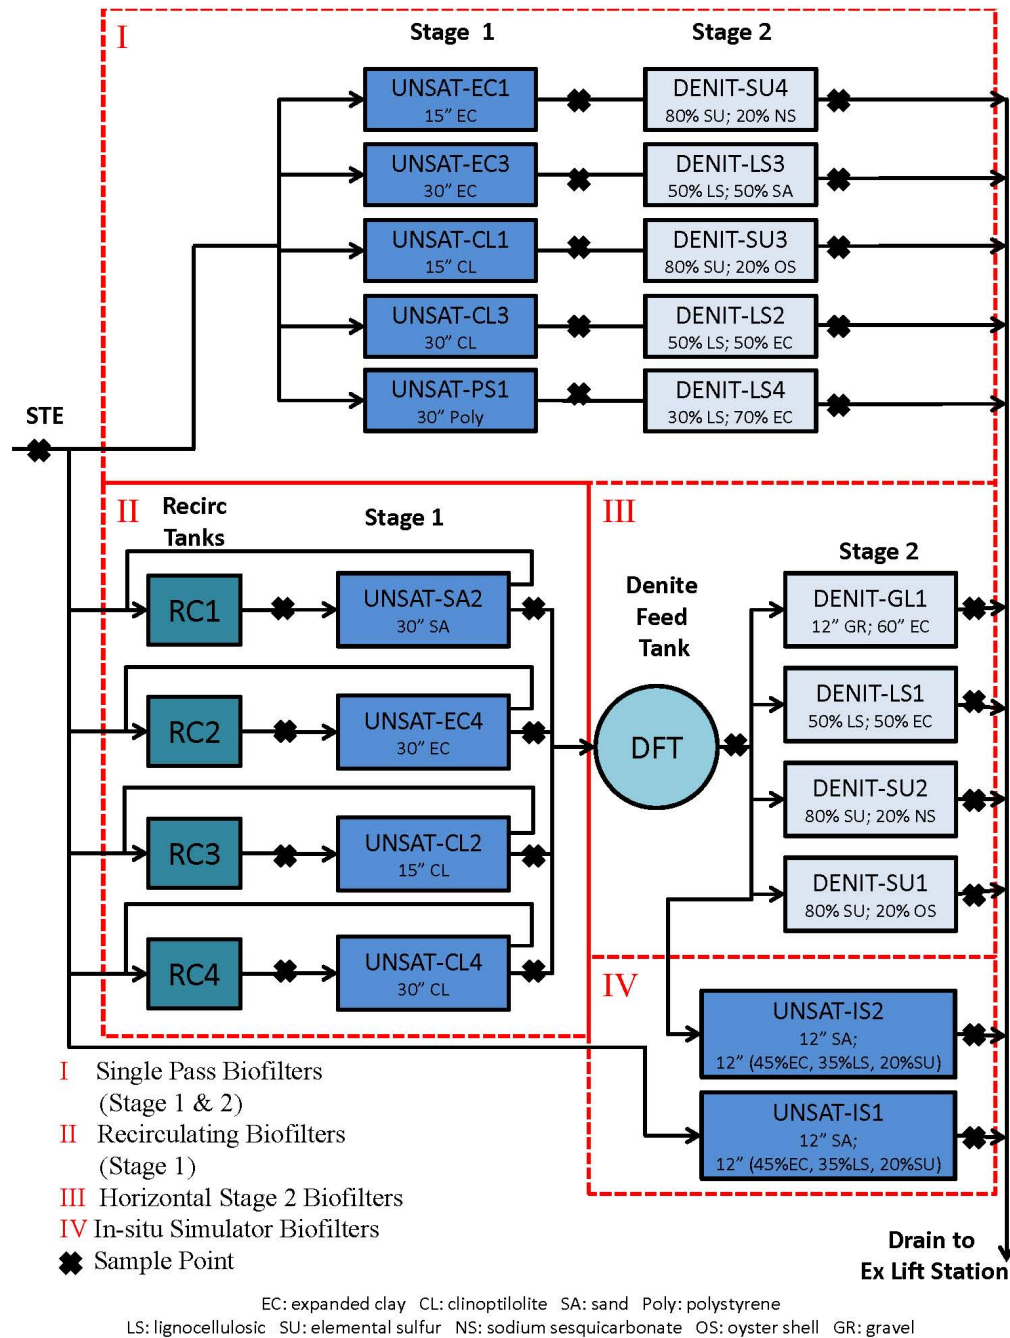 I
Stage 1
Stage 2
UNSAT-EC1
15” EC
DENIT-SU4
80% SU; 20% NS
UNSAT-EC3
30” EC
DENIT-LS3
50% LS; 50% SA
UNSAT-CL1
15” CL
DENIT-SU3
80% SU; 20% OS
UNSAT-CL3
30” CL
DENIT-LS2
50% LS; 50% EC
UNSAT-PS1
30” Poly
DENIT-LS4
30% LS; 70% EC
STE
II
Recirc
Tanks
Stage 1
RC1
UNSAT-SA2
30” SA
RC2
UNSAT-EC4
30” EC
RC3
UNSAT-CL2
15” CL
RC4
UNSAT-CL4
30” CL
III
Denite
Feed
Tank
DFT
Stage 2
DENIT-GL1
12” GR; 60” EC
DENIT-LS1
50% LS; 50% EC
DENIT-SU2
80% SU; 20% NS
DENIT-SU1
80% SU; 20% OS
IV
UNSAT-IS2
12” SA;
12” (45%EC, 35%LS, 20%SU)
UNSAT-IS1
12” SA;
12” (45%EC, 35%LS, 20%SU)
I Single Pass Biofilters
(Stage 1 & 2)
II Recirculating Biofilters
(Stage 1)
III Horizontal Stage 2 Biofilters
IV In-situ Simulator Biofilters
Sample Point
Drain to
Ex Lift Station
EC: expanded clay CL: clinoptilolite SA: sand Poly: polystyrene
LS: lignocellulosic SU: elemental sulfur NS: sodium sesquicarbonate OS: oyster shell GR: gravel